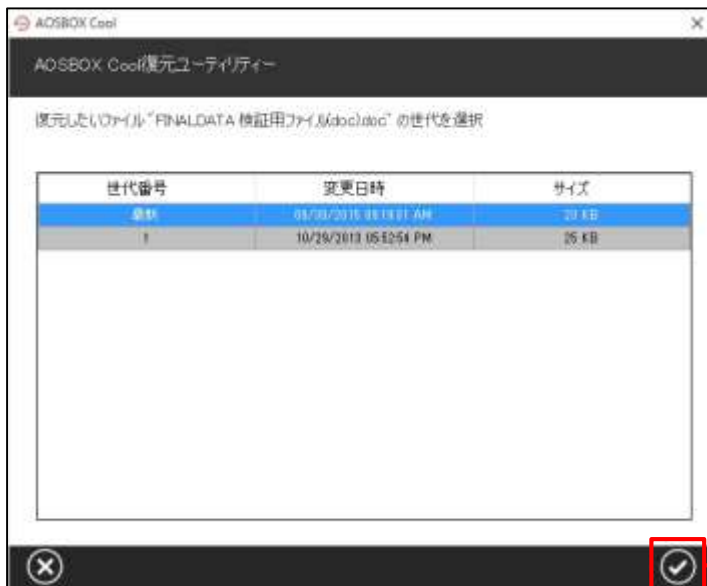 AOSBOX Cool
AOSBOX Cool復元ユーティリティー
復元したいファイル"FINALDATA 検証用ファイル(doc).doc" の世代を選択
世代番号 変更日時 サイズ
最新 AM KB
1 10/29/2013 05:52:54 PM 25 KB